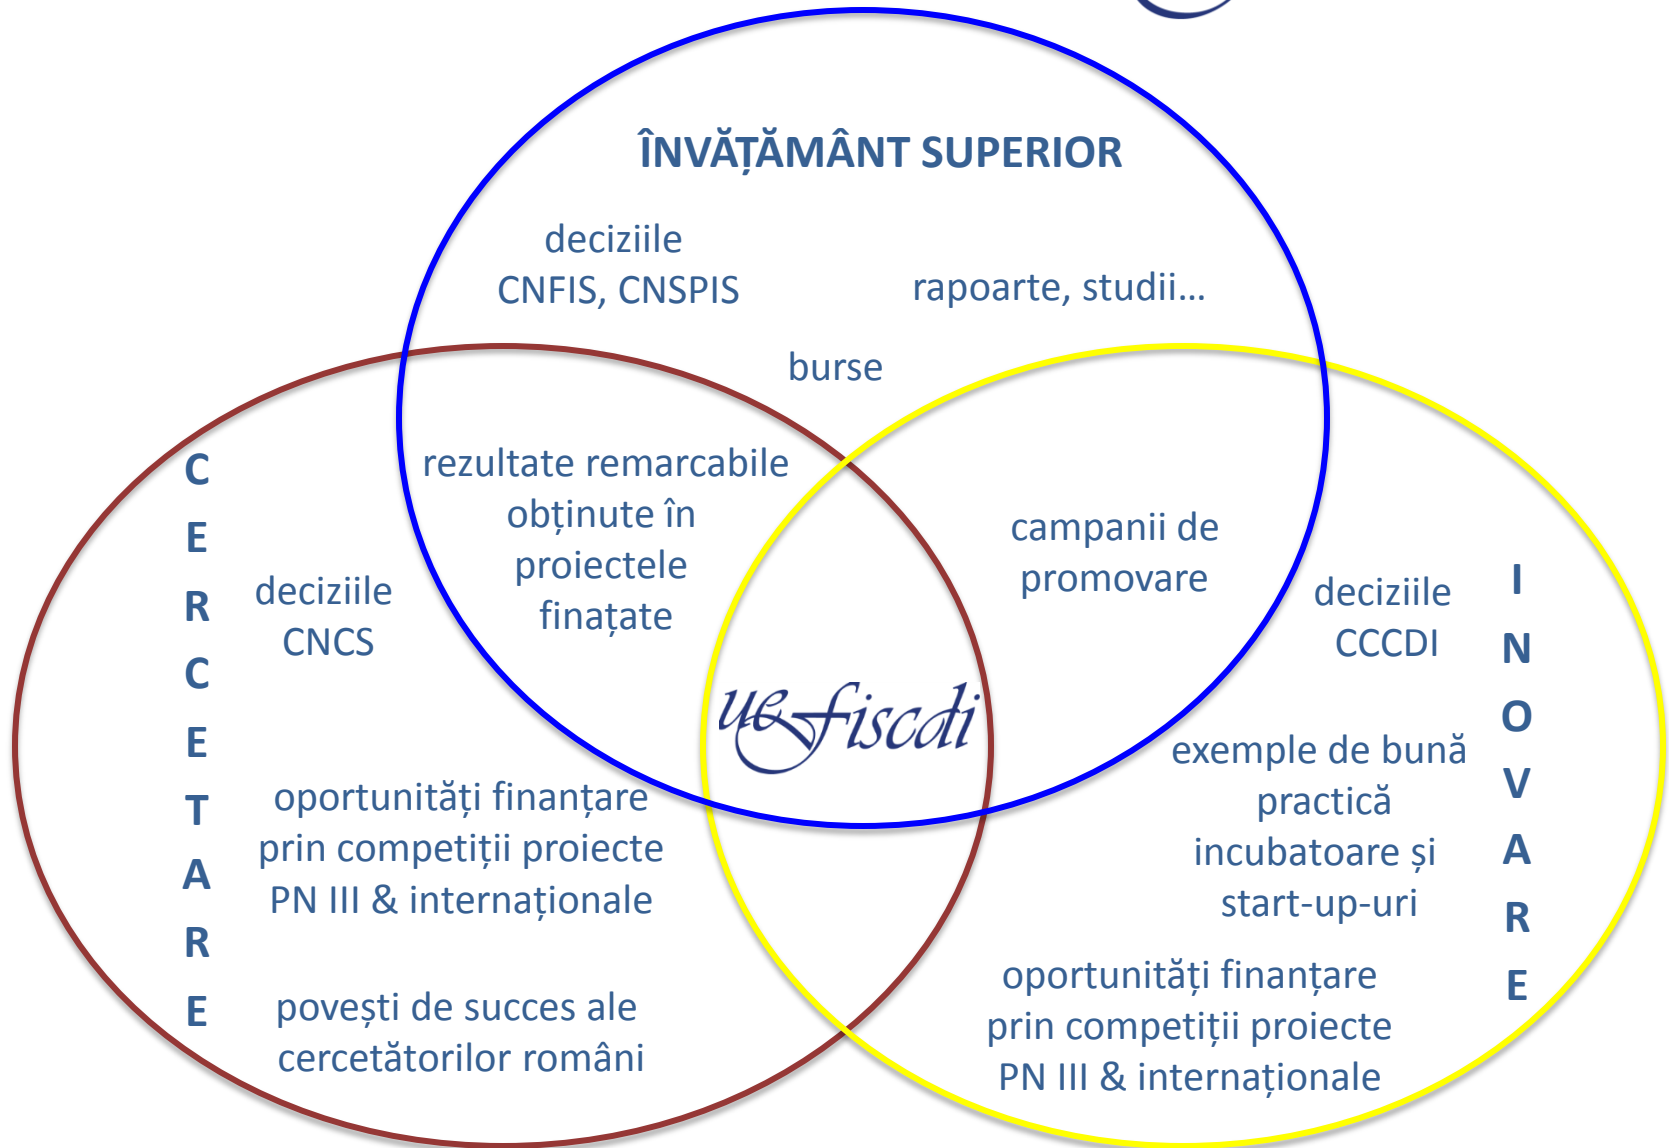 ÎNVĂȚĂMÂNT SUPERIOR
deciziile
CNFIS, CNSPIS
rapoarte, studii...
burse
CERCETARE
rezultate remarcabile
obținute în
proiectele
finațate
campanii de
promovare
deciziile
CNCS
deciziile
CCCDI
INOVARE
uefiscdi
exemple de bună
practică
incubatoare și
start-up-uri
oportunități finanțare
prin competiții proiecte
PN III & internaționale
povești de succes ale
cercetătorilor români
oportunități finanțare
prin competiții proiecte
PN III & internaționale